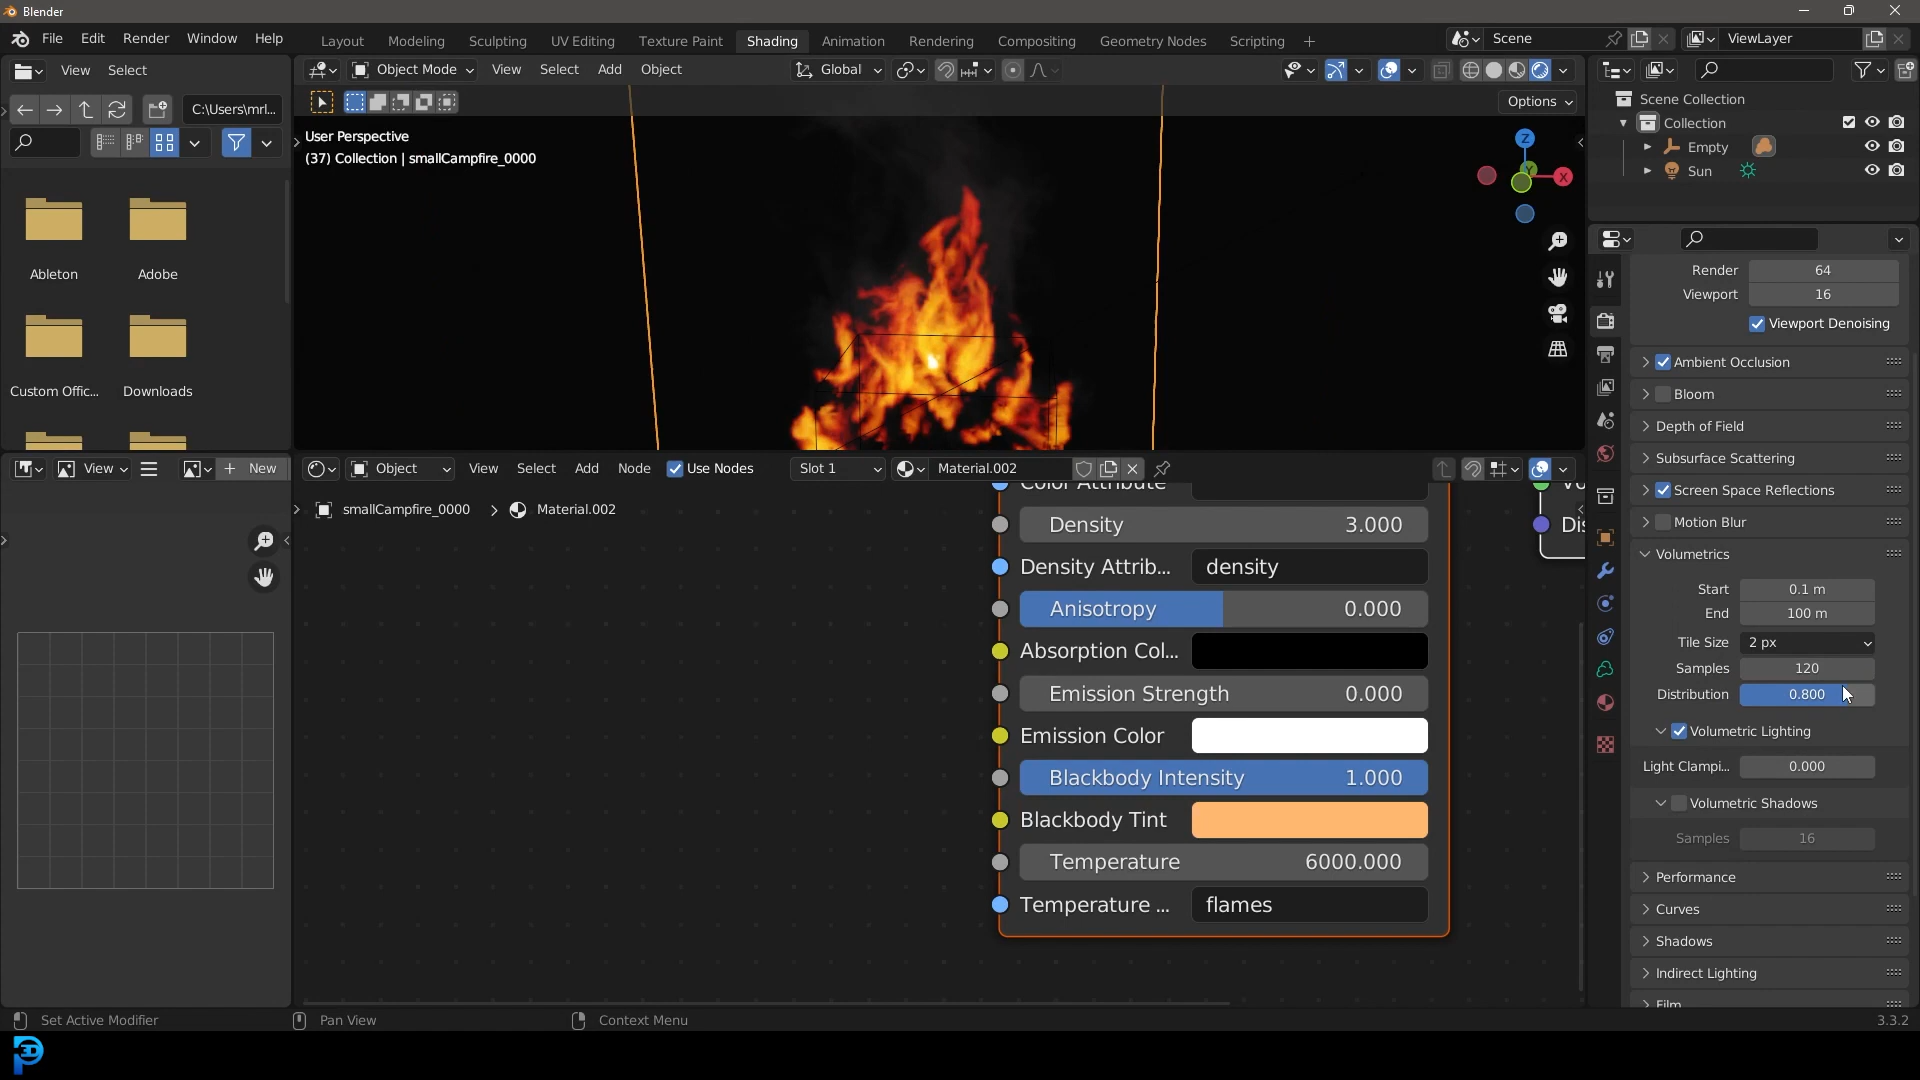 Blender
File Edit Render Window Help
Layout Modeling Sculpting UV Editing Texture Paint Shading Animation Rendering Compositing Geometry Nodes Scripting +
Scene
ViewLayer
View Select
Object Mode View Select Add Object
Global
C:\Users\mrl...
Options
User Perspective
(37) Collection | smallCampfire_0000
Z
Y
X
Ableton Adobe
Custom Offic... Downloads
Scene Collection
Collection
Empty
Sun
Render 64
Viewport 16
Viewport Denoising
Ambient Occlusion
Bloom
Depth of Field
Subsurface Scattering
Screen Space Reflections
Motion Blur
Volumetrics
Start 0.1 m
End 100 m
Tile Size 2 px
Samples 120
Distribution 0.800
Volumetric Lighting
Light Clampi... 0.000
Volumetric Shadows
Samples 16
Performance
Curves
Shadows
Indirect Lighting
Film
View + New
Object View Select Add Node Use Nodes Slot 1 Material.002
smallCampfire_0000 > Material.002
Color Attribute
Density 3.000
Density Attrib... density
Anisotropy 0.000
Absorption Col...
Emission Strength 0.000
Emission Color
Blackbody Intensity 1.000
Blackbody Tint
Temperature 6000.000
Temperature ... flames
Vo
Dis
Set Active Modifier Pan View Context Menu 3.3.2
3D